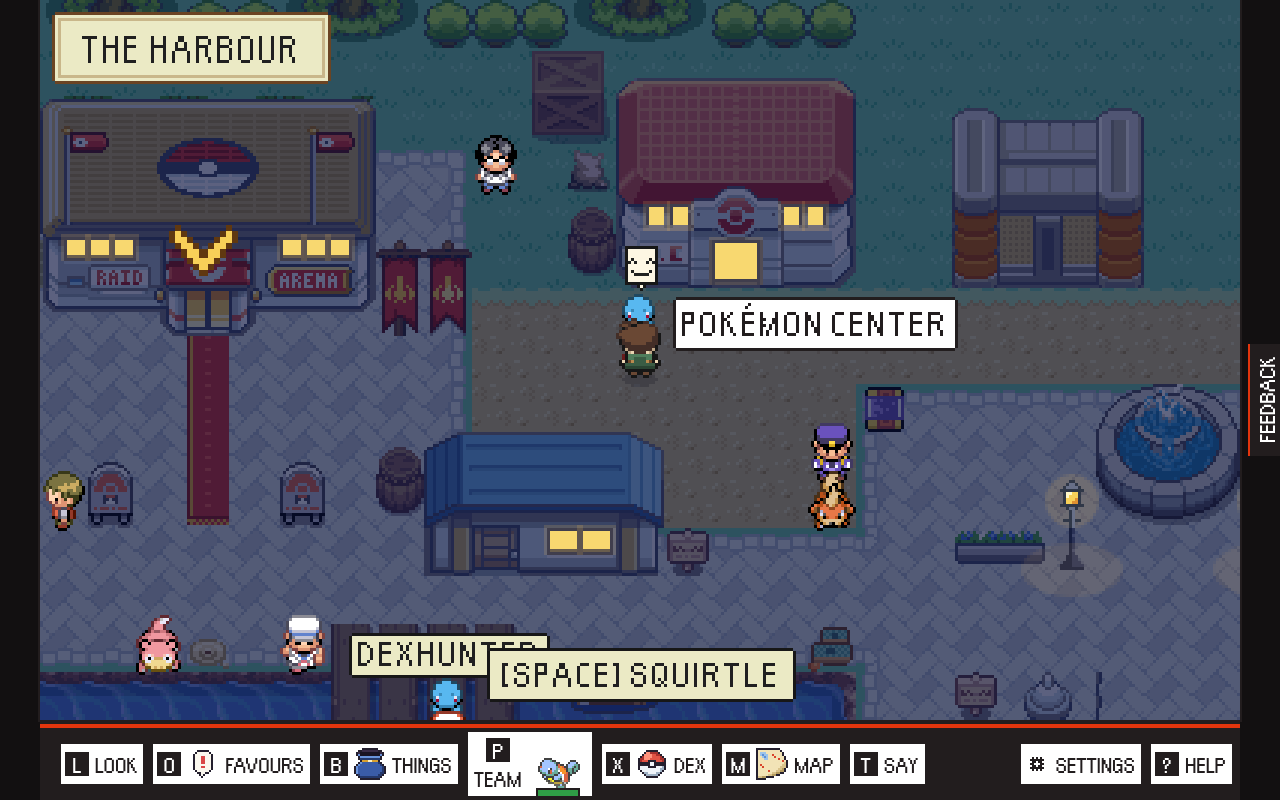 THE HARBOUR
RAID
ARENA!
POKÉMON CENTER
FEEDBACK
DEXHUNTER
[SPACE] SQUIRTLE
L LOOK
O FAVOURS
B THINGS
P TEAM
X DEX
M MAP
T SAY
SETTINGS
? HELP